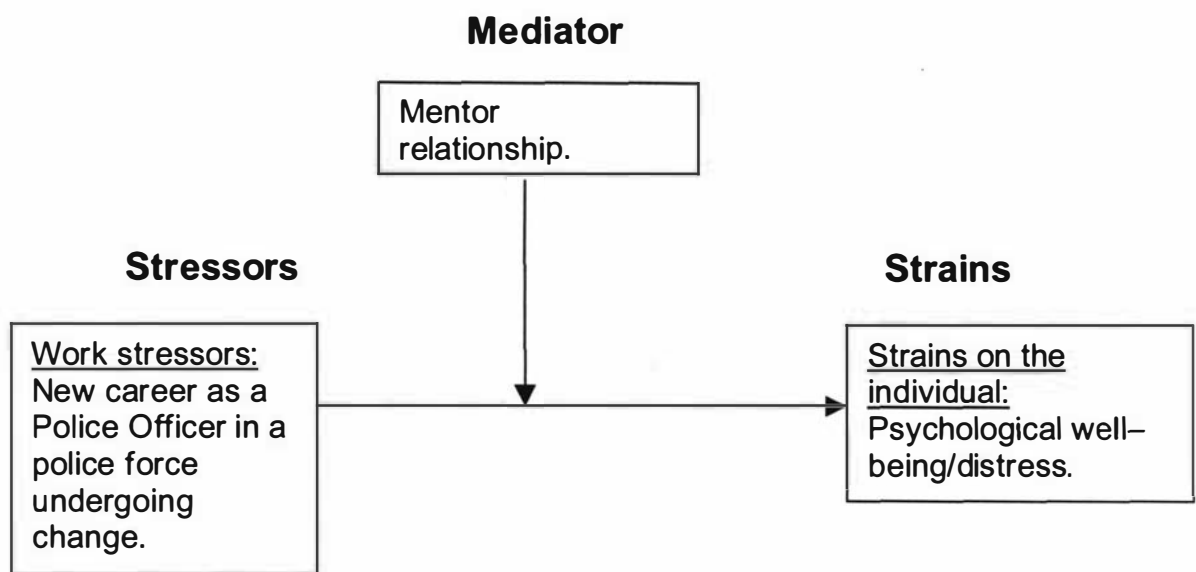 Mediator
Mentor
relationship.
Stressors
Strains
Work stressors:
New career as a
Police Officer in a
police force
undergoing
change.
Strains on the
individual:
Psychological well–
being/distress.